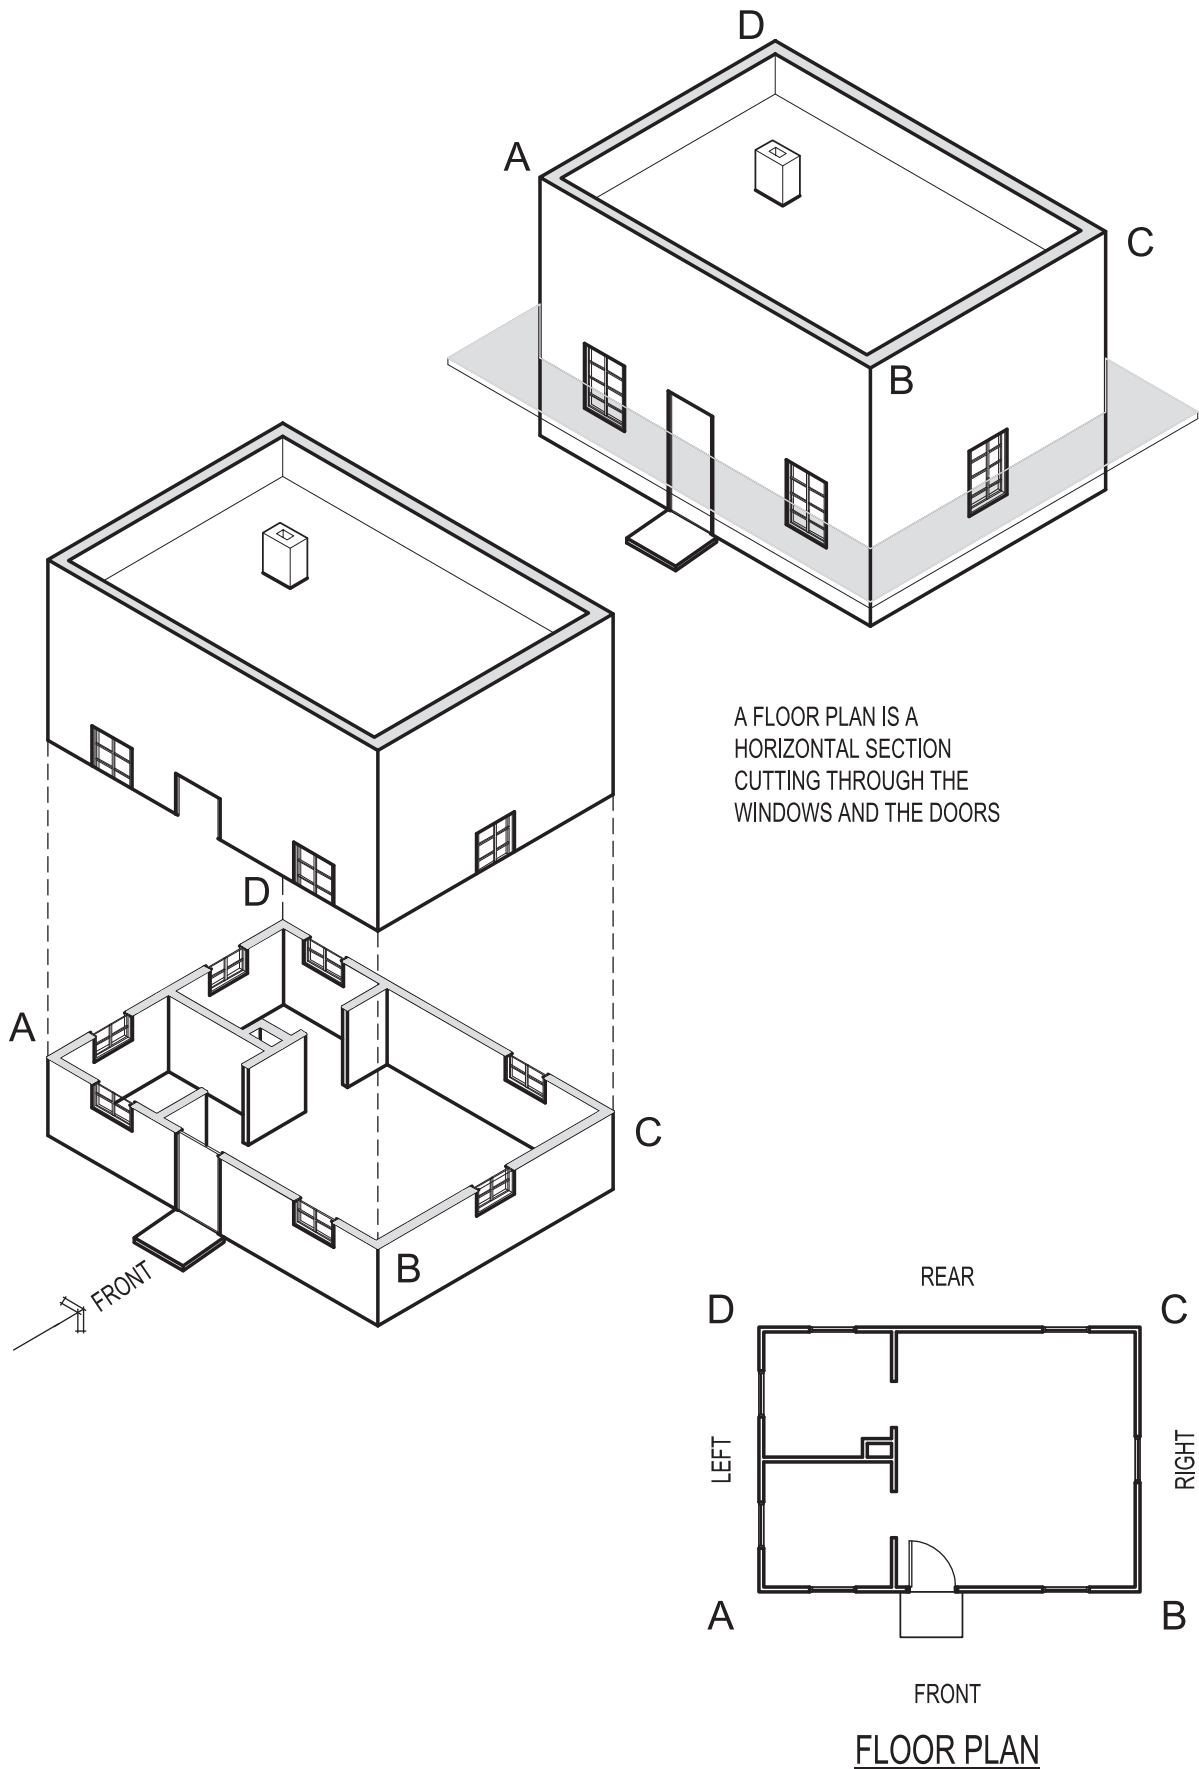 D
A
C
B
A FLOOR PLAN IS A
HORIZONTAL SECTION
CUTTING THROUGH THE
WINDOWS AND THE DOORS
D
A
C
B
FRONT
REAR
D
C
LEFT
RIGHT
A
B
FRONT
FLOOR PLAN